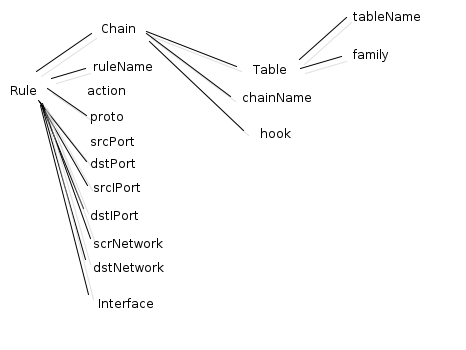 tableName
Chain
family
ruleName
Table
Rule
action
chainName
proto
hook
srcPort
dstPort
srcIPort
dstIPort
scrNetwork
dstNetwork
Interface